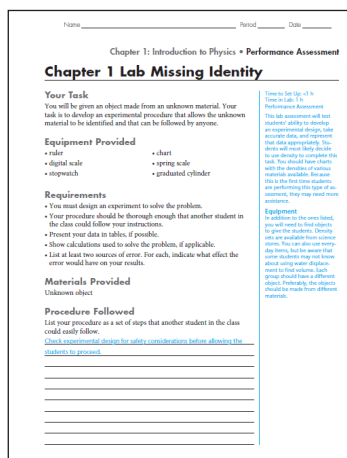 Name Period Date
Chapter 1: Introduction to Physics • Performance Assessment
Chapter 1 Lab Missing Identity
Your Task
You will be given an object made from an unknown material. Your
task is to develop an experimental procedure that allows the unknown
material to be identified and that can be followed by anyone.
Equipment Provided
• ruler
• digital scale
• stopwatch
• chart
• spring scale
• graduated cylinder
Requirements
• You must design an experiment to solve the problem.
• Your procedure should be thorough enough that another student in
the class could follow your instructions.
• Present your data in tables, if possible.
• Show calculations used to solve the problem, if applicable.
• List at least two sources of error. For each, indicate what effect the
error would have on your results.
Materials Provided
Unknown object
Procedure Followed
List your procedure as a set of steps that another student in the class
could easily follow.
Check experimental design for safety considerations before allowing the
students to proceed.
Time to Set Up: <1 h
Time in Lab: 1 h
Performance Assessment
This lab assessment will test
students' ability to develop
an experimental design, take
accurate data, and represent
that data appropriately. Stu-
dents will most likely decide
to use density to complete this
task. You should have charts
with the densities of various
materials available. Because
this is the first time students
are performing this type of as-
sessment, they may need more
assistance.
Equipment
In addition to the ones listed,
you will need to find objects
to give the students. Density
sets are available from science
stores. You can also use every-
day items, but be aware that
some students may not know
about using water displace-
ment to find volume. Each
group should have a different
object. Preferably, the objects
should be made from different
materials.